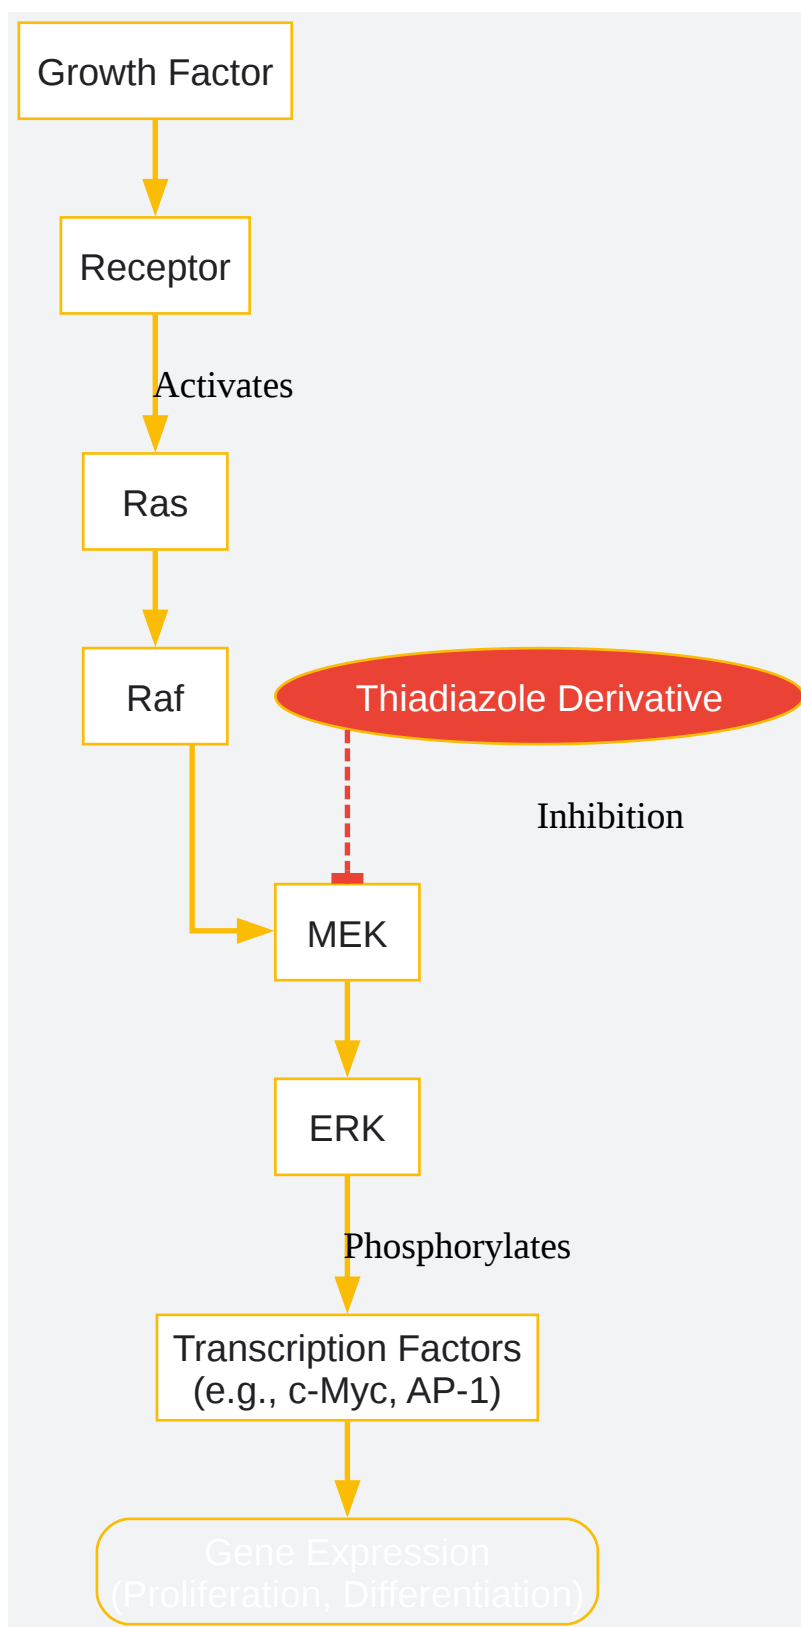 Growth Factor
Receptor
Activates
Ras
Raf
Thiadiazole Derivative
Inhibition
MEK
ERK
Phosphorylates
Transcription Factors
(e.g., c-Myc, AP-1)
Gene Expression
(Proliferation, Differentiation)